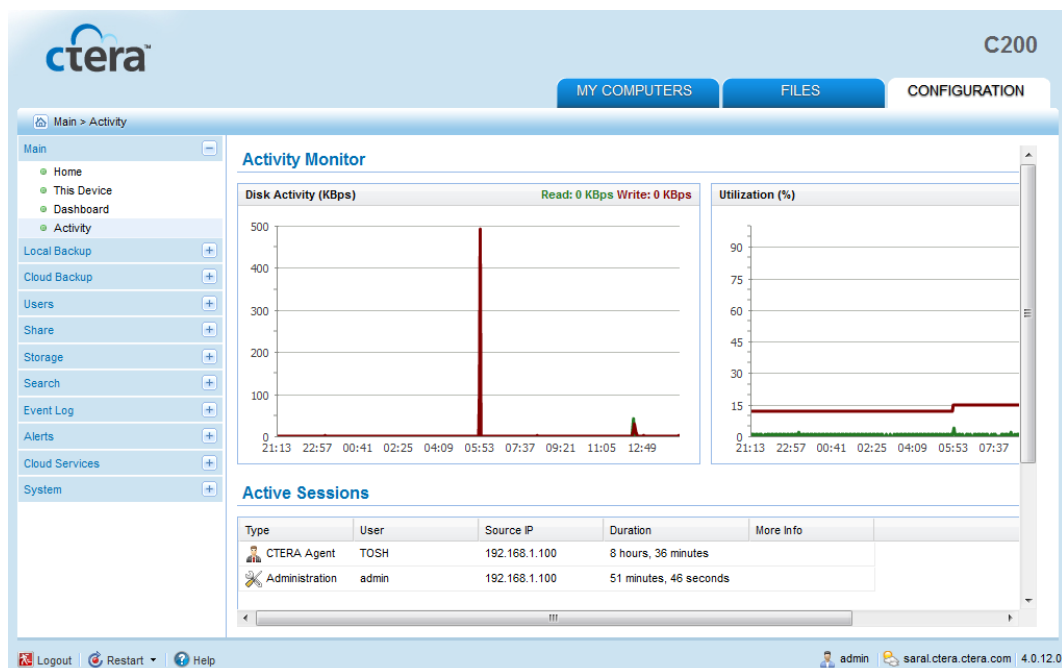 ctera™
C200
MY COMPUTERS FILES CONFIGURATION
Main > Activity
Main
Home
This Device
Dashboard
Activity
Local Backup
Cloud Backup
Users
Share
Storage
Search
Event Log
Alerts
Cloud Services
System
Activity Monitor
Disk Activity (KBps) Read: 0 KBps Write: 0 KBps
500
400
300
200
100
0
21:13 22:57 00:41 02:25 04:09 05:53 07:37 09:21 11:05 12:49
Utilization (%)
90
75
60
45
30
15
0
21:13 22:57 00:41 02:25 04:09 05:53 07:37
Active Sessions
Type User Source IP Duration More Info
CTERA Agent TOSH 192.168.1.100 8 hours, 36 minutes
Administration admin 192.168.1.100 51 minutes, 46 seconds
Logout Restart Help admin saral.ctera.ctera.com 4.0.12.0